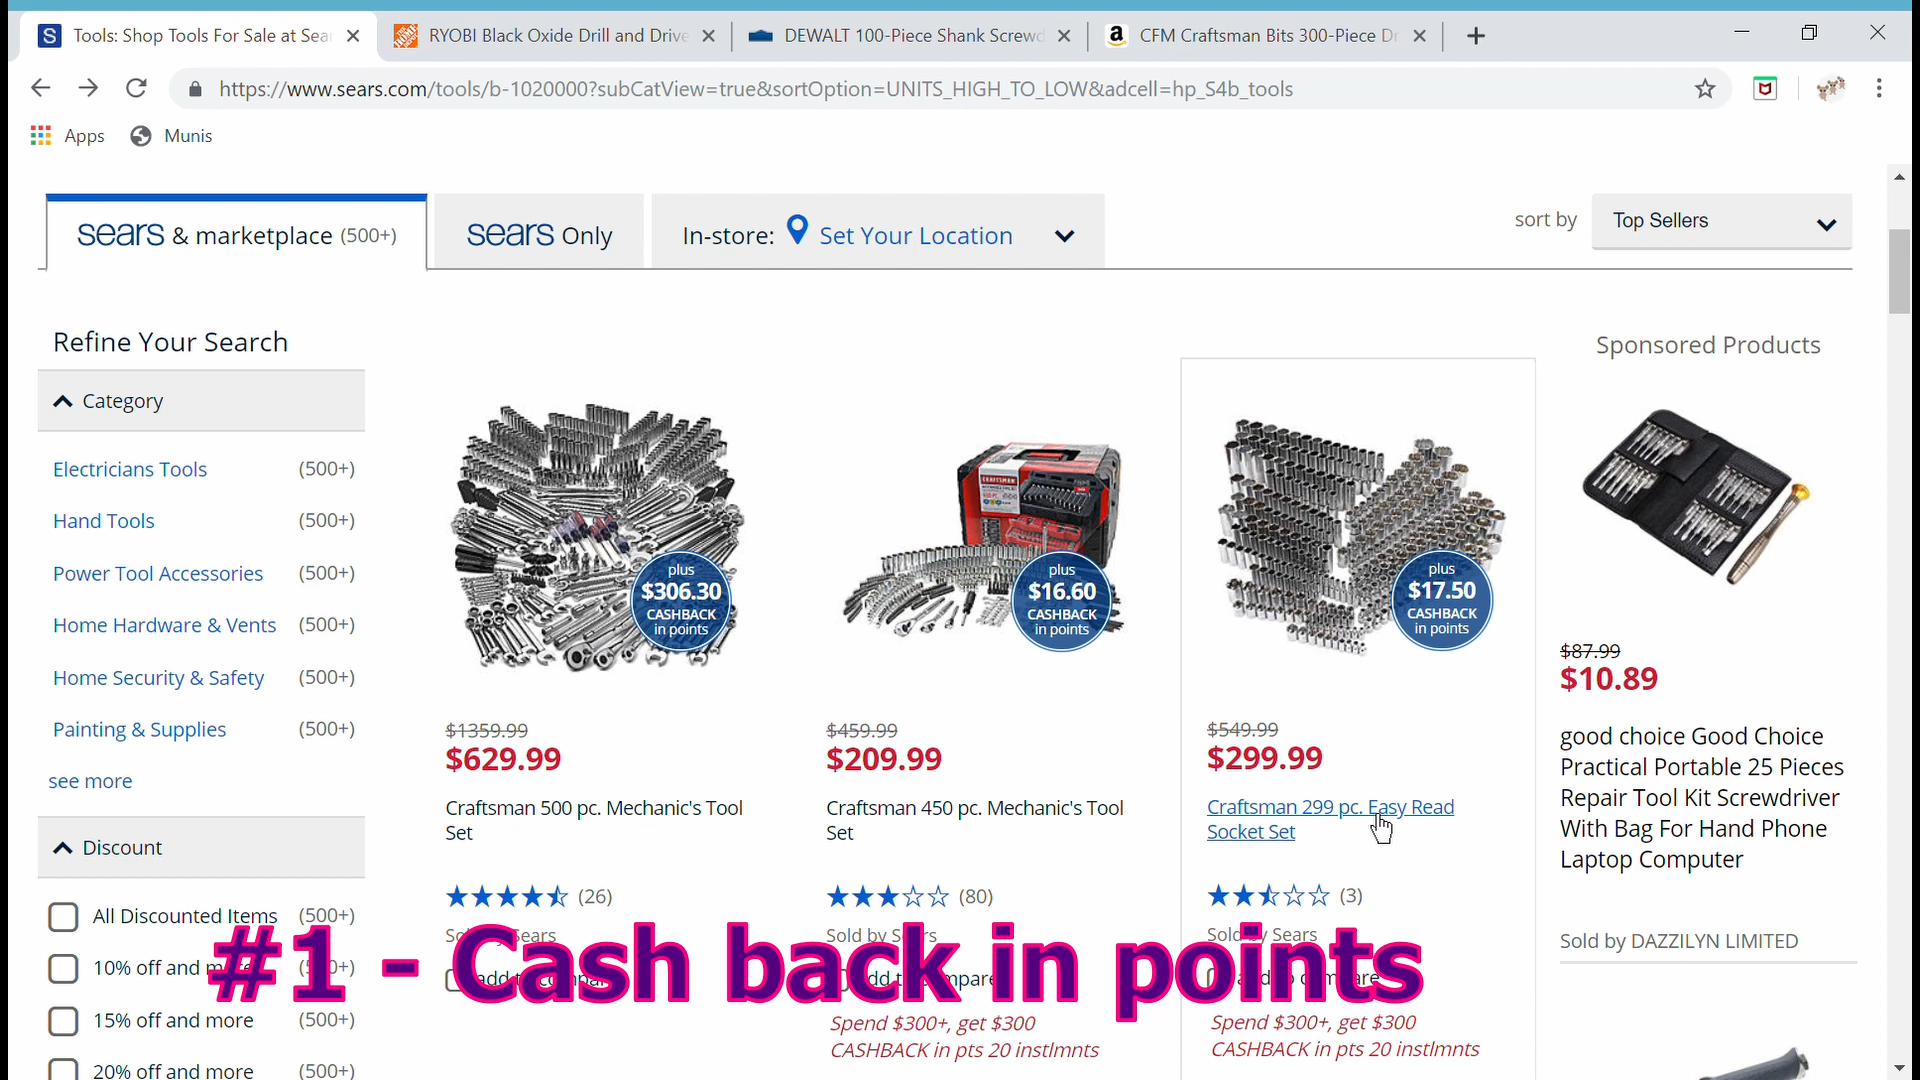 Tools: Shop Tools For Sale at Sea
RYOBI Black Oxide Drill and Drive
DEWALT 100-Piece Shank Screwd
CFM Craftsman Bits 300-Piece Dr
https://www.sears.com/tools/b-1020000?subCatView=true&sortOption=UNITS_HIGH_TO_LOW&adcell=hp_S4b_tools
Apps
Munis
sears & marketplace (500+)
sears Only
In-store: Set Your Location
sort by
Top Sellers
Refine Your Search
Category
Electricians Tools (500+)
Hand Tools (500+)
Power Tool Accessories (500+)
Home Hardware & Vents (500+)
Home Security & Safety (500+)
Painting & Supplies (500+)
see more
Discount
All Discounted Items (500+)
10% off and more (500+)
15% off and more (500+)
20% off and more (500+)
plus
$306.30
CASHBACK
in points
$1359.99
$629.99
Craftsman 500 pc. Mechanic's Tool
Set
(26)
Sold by Sears
add to compare
CRAFTSMAN
plus
$16.60
CASHBACK
in points
$459.99
$209.99
Craftsman 450 pc. Mechanic's Tool
Set
(80)
Sold by Sears
add to compare
Spend $300+, get $300
CASHBACK in pts 20 instlmnts
plus
$17.50
CASHBACK
in points
$549.99
$299.99
Craftsman 299 pc. Easy Read
Socket Set
(3)
Sold by Sears
add to compare
Spend $300+, get $300
CASHBACK in pts 20 instlmnts
Sponsored Products
$87.99
$10.89
good choice Good Choice
Practical Portable 25 Pieces
Repair Tool Kit Screwdriver
With Bag For Hand Phone
Laptop Computer
Sold by DAZZILYN LIMITED
#1 - Cash back in points